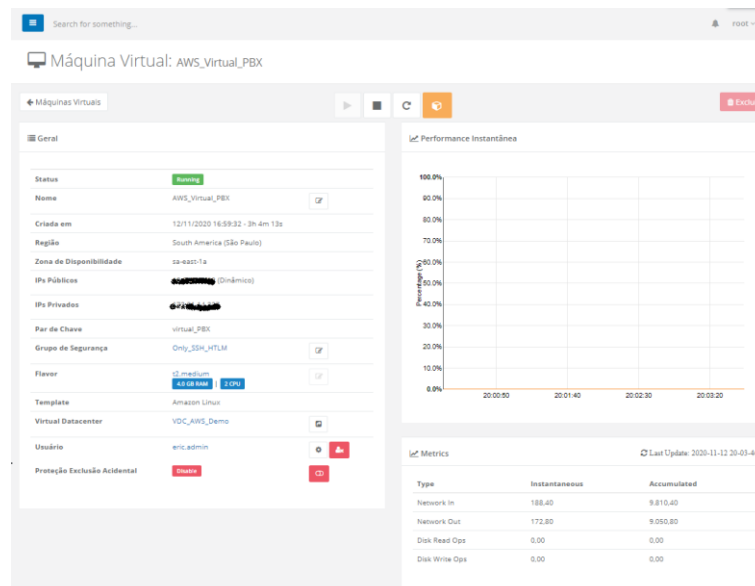 Search for something...
root
Máquina Virtual: AWS_Virtual_PBX
Máquinas Virtuais
Exclui
Geral
Status Running
Nome AWS_Virtual_PBX
Criada em 12/11/2020 16:59:32 - 3h 4m 13s
Região South America (São Paulo)
Zona de Disponibilidade sa-east-1a
IPs Públicos (Dinâmico)
IPs Privados
Par de Chave virtual_PBX
Grupo de Segurança Only_SSH_HTLM
Flavor t2.medium
4.0 GB RAM | 2 CPU
Template Amazon Linux
Virtual Datacenter VDC_AWS_Demo
Usuário eric.admin
Proteção Exclusão Acidental Disable
Performance Instantânea
Percentage (%)
100.0%
90.0%
80.0%
70.0%
60.0%
50.0%
40.0%
30.0%
20.0%
10.0%
0.0%
20:00:50 20:01:40 20:02:30 20:03:20
Metrics
Last Update: 2020-11-12 20-03-4
Type Instantaneous Accumulated
Network In 188,40 9.810,40
Network Out 172,80 9.050,80
Disk Read Ops 0,00 0,00
Disk Write Ops 0,00 0,00